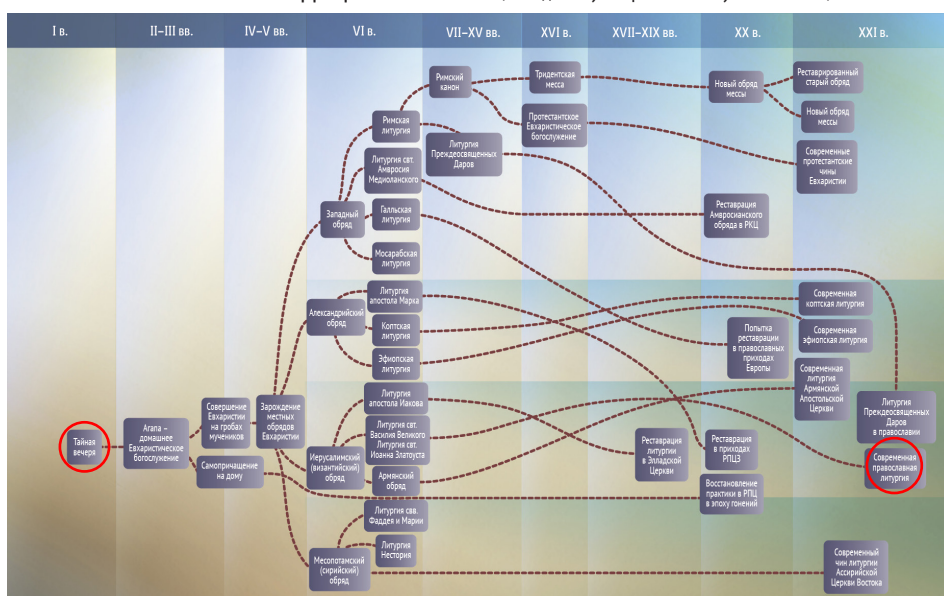 I в.
II–III вв.
IV–V вв.
VI в.
VII–XV вв.
XVI в.
XVII–XIX вв.
XX в.
XXI в.
Тайная
вечеря
Агапа –
домашнее
Евхаристическое
богослужение
Совершение
Евхаристии
на гробах
мучеников
Самопричащение
на дому
Зарождение
местных
обрядов
Евхаристии
Западный
обряд
Римская
литургия
Литургия свт.
Амвросия
Медиоланского
Галльская
литургия
Мосарабская
литургия
Римский
канон
Литургия
Преждеосвященных
Даров
Тридентская
месса
Протестантское
Евхаристическое
богослужение
Новый обряд
мессы
Реставрированный
старый обряд
Новый обряд
мессы
Современные
протестантские
чины
Евхаристии
Реставрация
Амвросианского
обряда в РКЦ
Александрийский
обряд
Литургия
апостола Марка
Коптская
литургия
Эфиопская
литургия
Современная
коптская литургия
Современная
эфиопская литургия
Попытка
реставрации
в православных
приходах
Европы
Современная
литургия
Армянской
Апостольской
Церкви
Иерусалимский
(византийский)
обряд
Литургия
апостола Иакова
Литургия свт.
Василия Великого
Литургия свт.
Иоанна Златоуста
Армянский
обряд
Реставрация
литургии
в Элладской
Церкви
Реставрация
в приходах
РПЦЗ
Восстановление
практики в РПЦ
в эпоху гонений
Литургия
Преждеосвященных
Даров
в православии
Современная
православная
литургия
Месопотамский
(сирийский)
обряд
Литургия свв.
Фаддея и Марии
Литургия
Нестория
Современный
чин литургии
Ассирийской
Церкви Востока